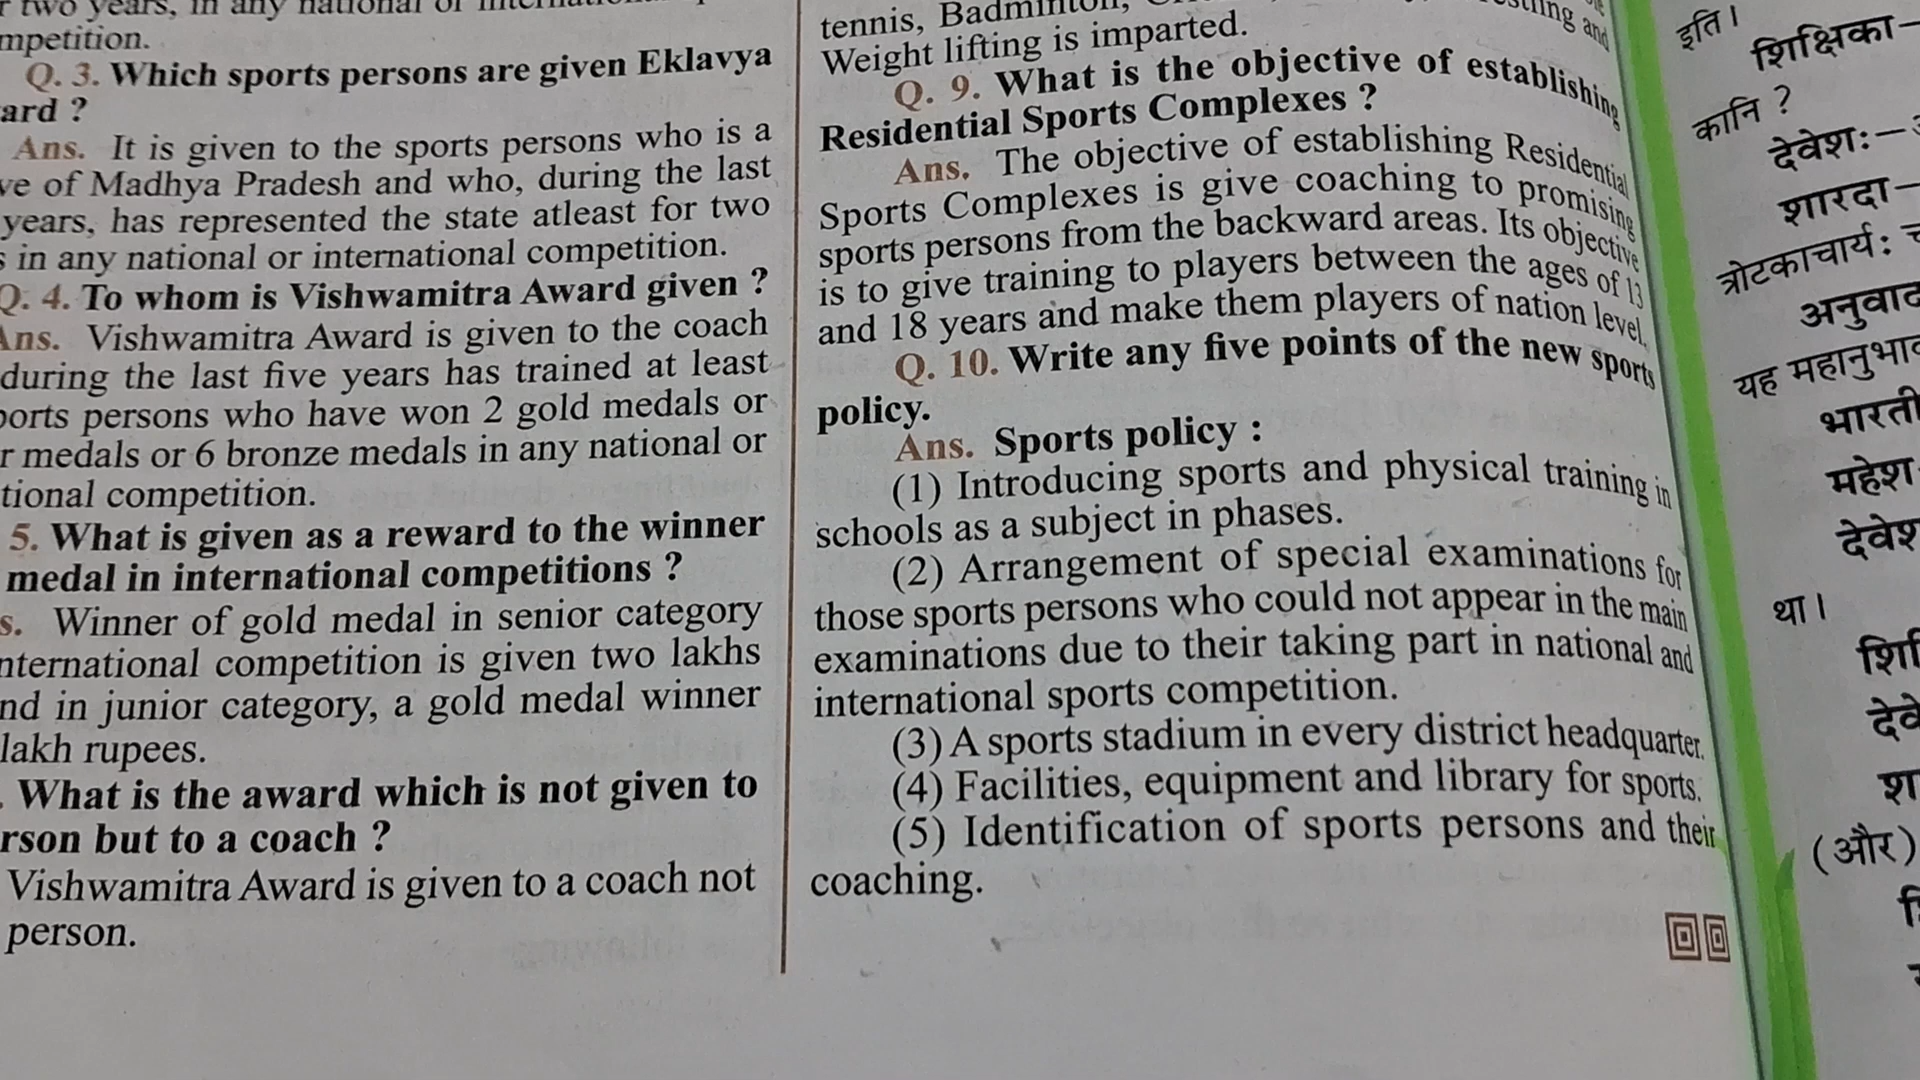 two years, in any national or
mpetition.
Q. 3. Which sports persons are given Eklavya
ard ?
Ans. It is given to the sports persons who is a
ve of Madhya Pradesh and who, during the last
years, has represented the state atleast for two
s in any national or international competition.
Q. 4. To whom is Vishwamitra Award given ?
Ans. Vishwamitra Award is given to the coach
during the last five years has trained at least
ports persons who have won 2 gold medals or
r medals or 6 bronze medals in any national or
tional competition.
5. What is given as a reward to the winner
medal in international competitions ?
s. Winner of gold medal in senior category
nternational competition is given two lakhs
nd in junior category, a gold medal winner
lakh rupees.
. What is the award which is not given to
rson but to a coach ?
Vishwamitra Award is given to a coach not
person.
tennis, Badminton, and
Weight lifting is imparted.
Q. 9. What is the objective of establishing
Residential Sports Complexes ?
Ans. The objective of establishing Residential
Sports Complexes is give coaching to promising
sports persons from the backward areas. Its objective
is to give training to players between the ages of 13
and 18 years and make them players of nation level.
Q. 10. Write any five points of the new sports
policy.
Ans. Sports policy :
(1) Introducing sports and physical training in
schools as a subject in phases.
(2) Arrangement of special examinations for
those sports persons who could not appear in the main
examinations due to their taking part in national and
international sports competition.
(3) A sports stadium in every district headquarter.
(4) Facilities, equipment and library for sports.
(5) Identification of sports persons and their
coaching.
इति।
शिक्षिका—
कानि ?
देवेशः—
शारदा—
त्रोटकाचार्यः
अनुवाद
यह महानुभाव
भारती
महेश
देवेश
था।
शि
देवे
श
(और)